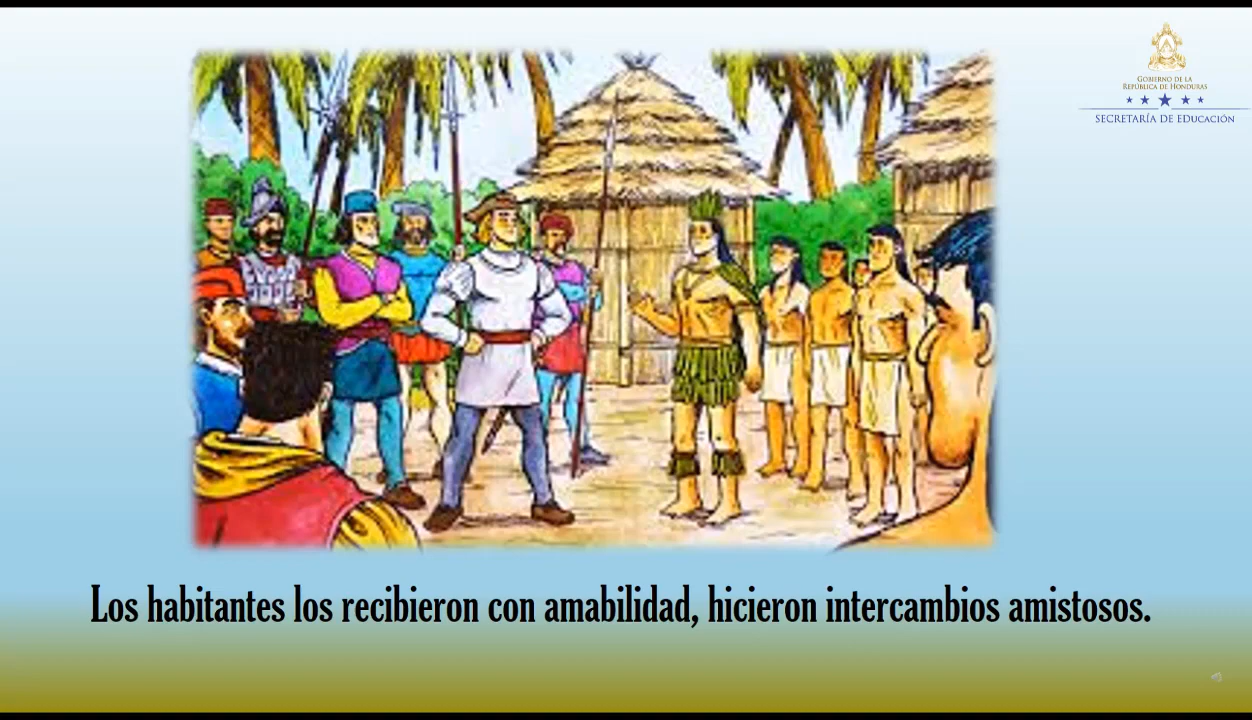 GOBIERNO DE LA
REPÚBLICA DE HONDURAS
SECRETARÍA DE EDUCACIÓN
Los habitantes los recibieron con amabilidad, hicieron intercambios amistosos.